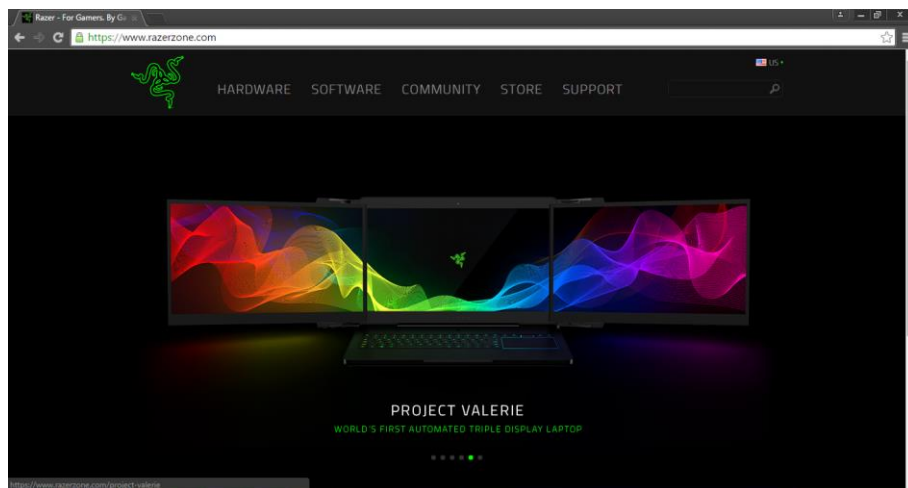 Razer - For Gamers. By Ga
https://www.razerzone.com
US
HARDWARE SOFTWARE COMMUNITY STORE SUPPORT
PROJECT VALERIE
WORLD'S FIRST AUTOMATED TRIPLE DISPLAY LAPTOP
https://www.razerzone.com/project-valerie